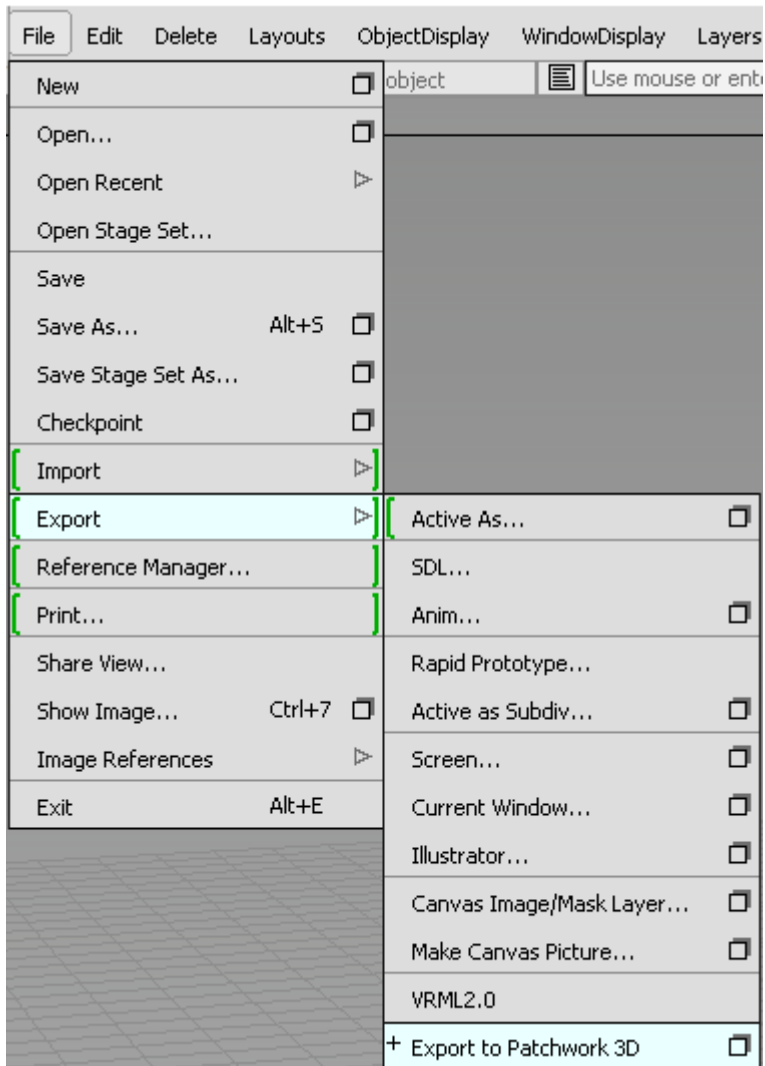 File Edit Delete Layouts ObjectDisplay WindowDisplay Layers
object Use mouse or ent
New
Open...
Open Recent
Open Stage Set...
Save
Save As... Alt+S
Save Stage Set As...
Checkpoint
Import
Export
Reference Manager...
Print...
Share View...
Show Image... Ctrl+7
Image References
Exit Alt+E
Active As...
SDL...
Anim...
Rapid Prototype...
Active as Subdiv...
Screen...
Current Window...
Illustrator...
Canvas Image/Mask Layer...
Make Canvas Picture...
VRML2.0
+ Export to Patchwork 3D